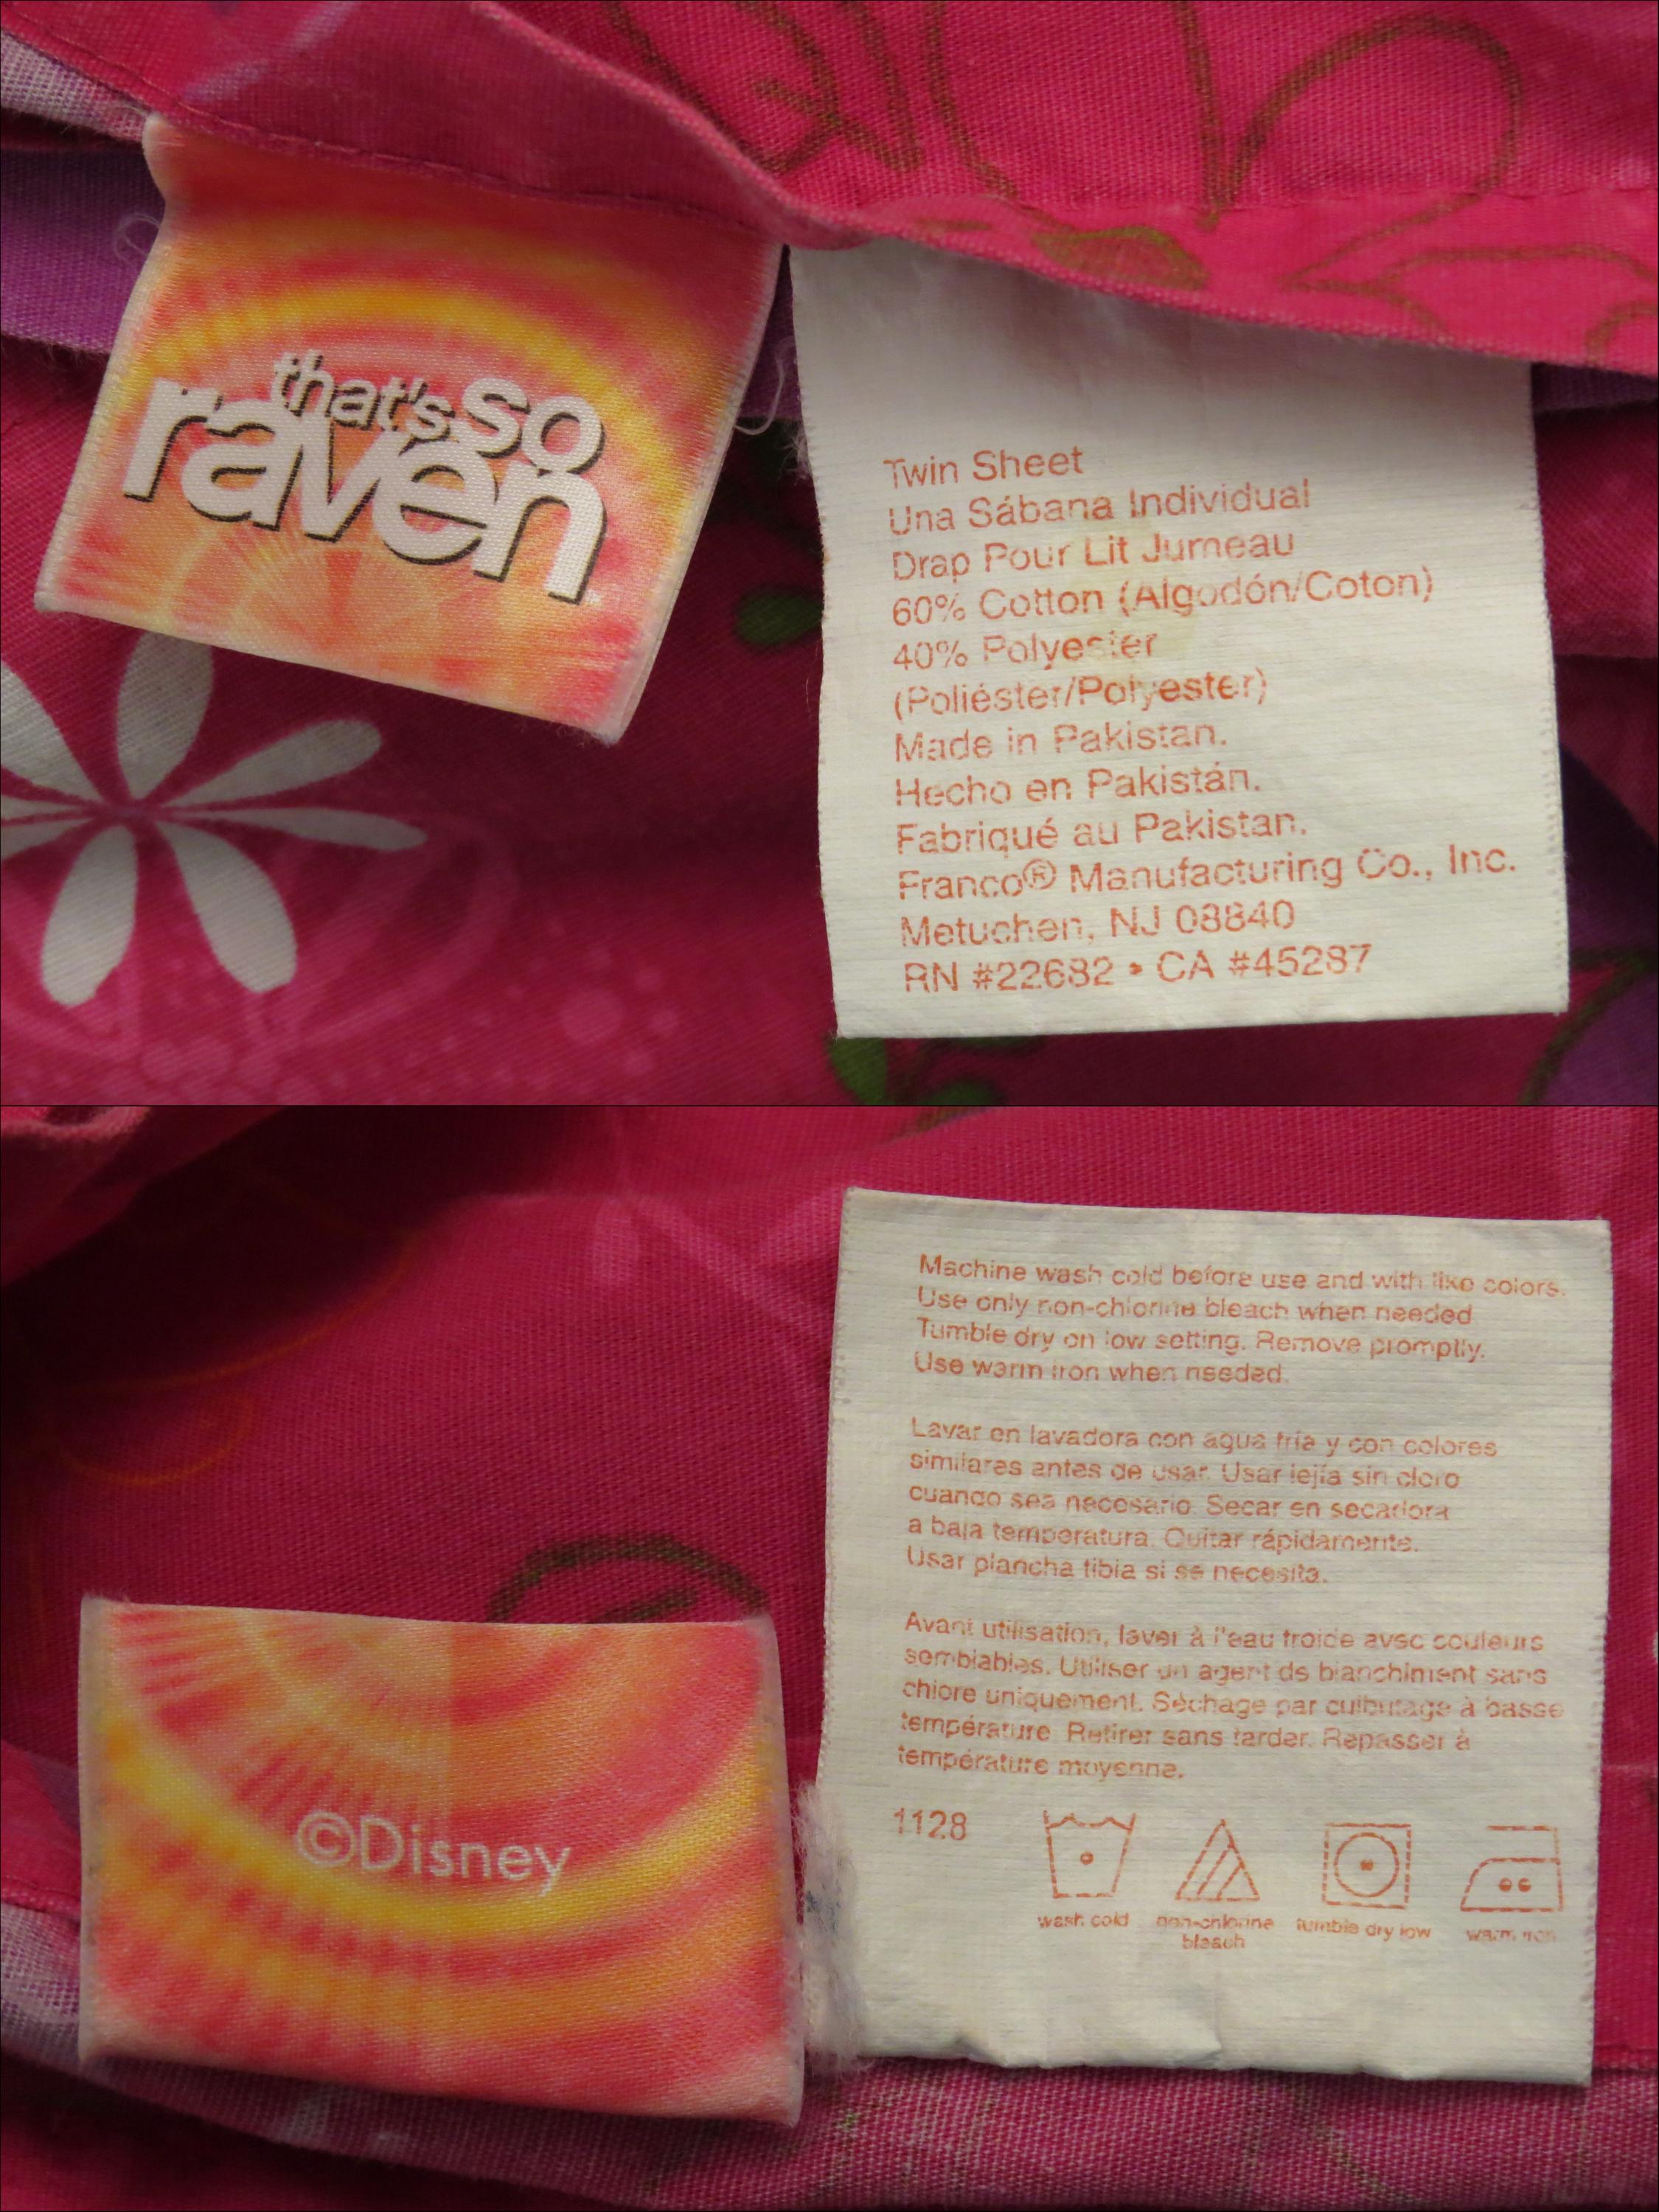 that's so
raven
Twin Sheet
Una Sábana Individual
Drap Pour Lit Jumeau
60% Cotton (Algodón/Coton)
40% Polyester
(Poliéster/Polyester)
Made in Pakistan.
Hecho en Pakistán.
Fabriqué au Pakistan.
Franco® Manufacturing Co., Inc.
Metuchen, NJ 08840
RN #22682 • CA #45287
Machine wash cold before use and with like colors.
Use only non-chlorine bleach when needed
Tumble dry on low setting. Remove promptly.
Use warm iron when needed.
Lavar en lavadora con agua fría y con colores
similares antes de usar. Usar lejía sin cloro
cuando sea necesario. Secar en secadora
a baja temperatura. Quitar rápidamente.
Usar plancha tibia si se necesita.
Avant utilisation, laver à l'eau froide avec couleurs
semblables. Utiliser un agent de blanchiment sans
chlore uniquement. Séchage par culbutage à basse
température. Retirer sans tarder. Repasser à
température moyenne.
1128
wash cold
non-chlorine
bleach
tumble dry low
warm iron
©Disney